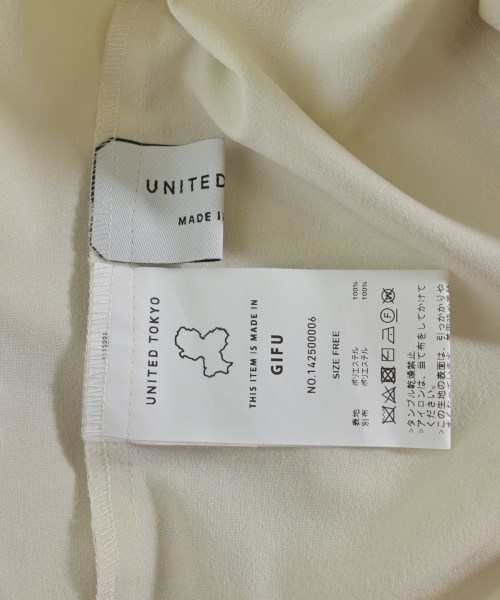 UNITED
MADE
UNITED TOKYO
THIS ITEM IS MADE IN
GIFU
NO.142500006
SIZE FREE
表地 ポリエステル 100%
別布 ポリエステル 100%
>タンブル乾燥禁止
>アイロンは、当て布をしてかけて
ください。
>この生地の表面は、引っかかりや